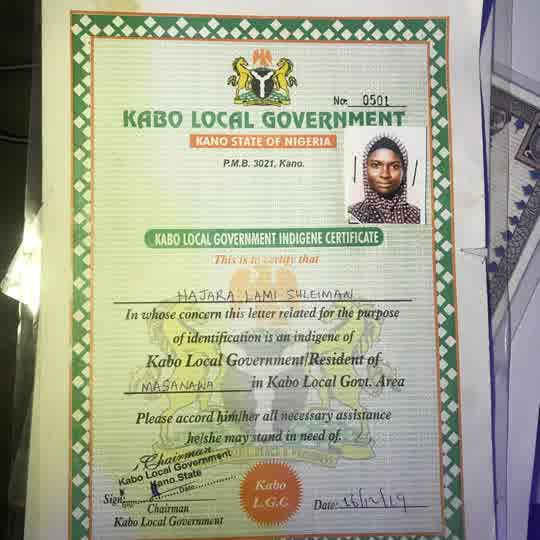 No: 0501
KABO LOCAL GOVERNMENT
KANO STATE OF NIGERIA
P.M.B. 3021, Kano.
KABO LOCAL GOVERNMENT INDIGENE CERTIFICATE
This is to certify that
HAJARA LAMI SULEIMAN
In whose concern this letter related for the purpose
of identification is an indigene of
Kabo Local Government/Resident of
MASANAWA in Kabo Local Govt. Area
Please accord him/her all necessary assistance
he/she may stand in need of.
Chairman
Kabo Local Government
Kano State
Sign: Date
Chairman
Kabo Local Government
Kabo
L.G.C
Date: 16/12/19